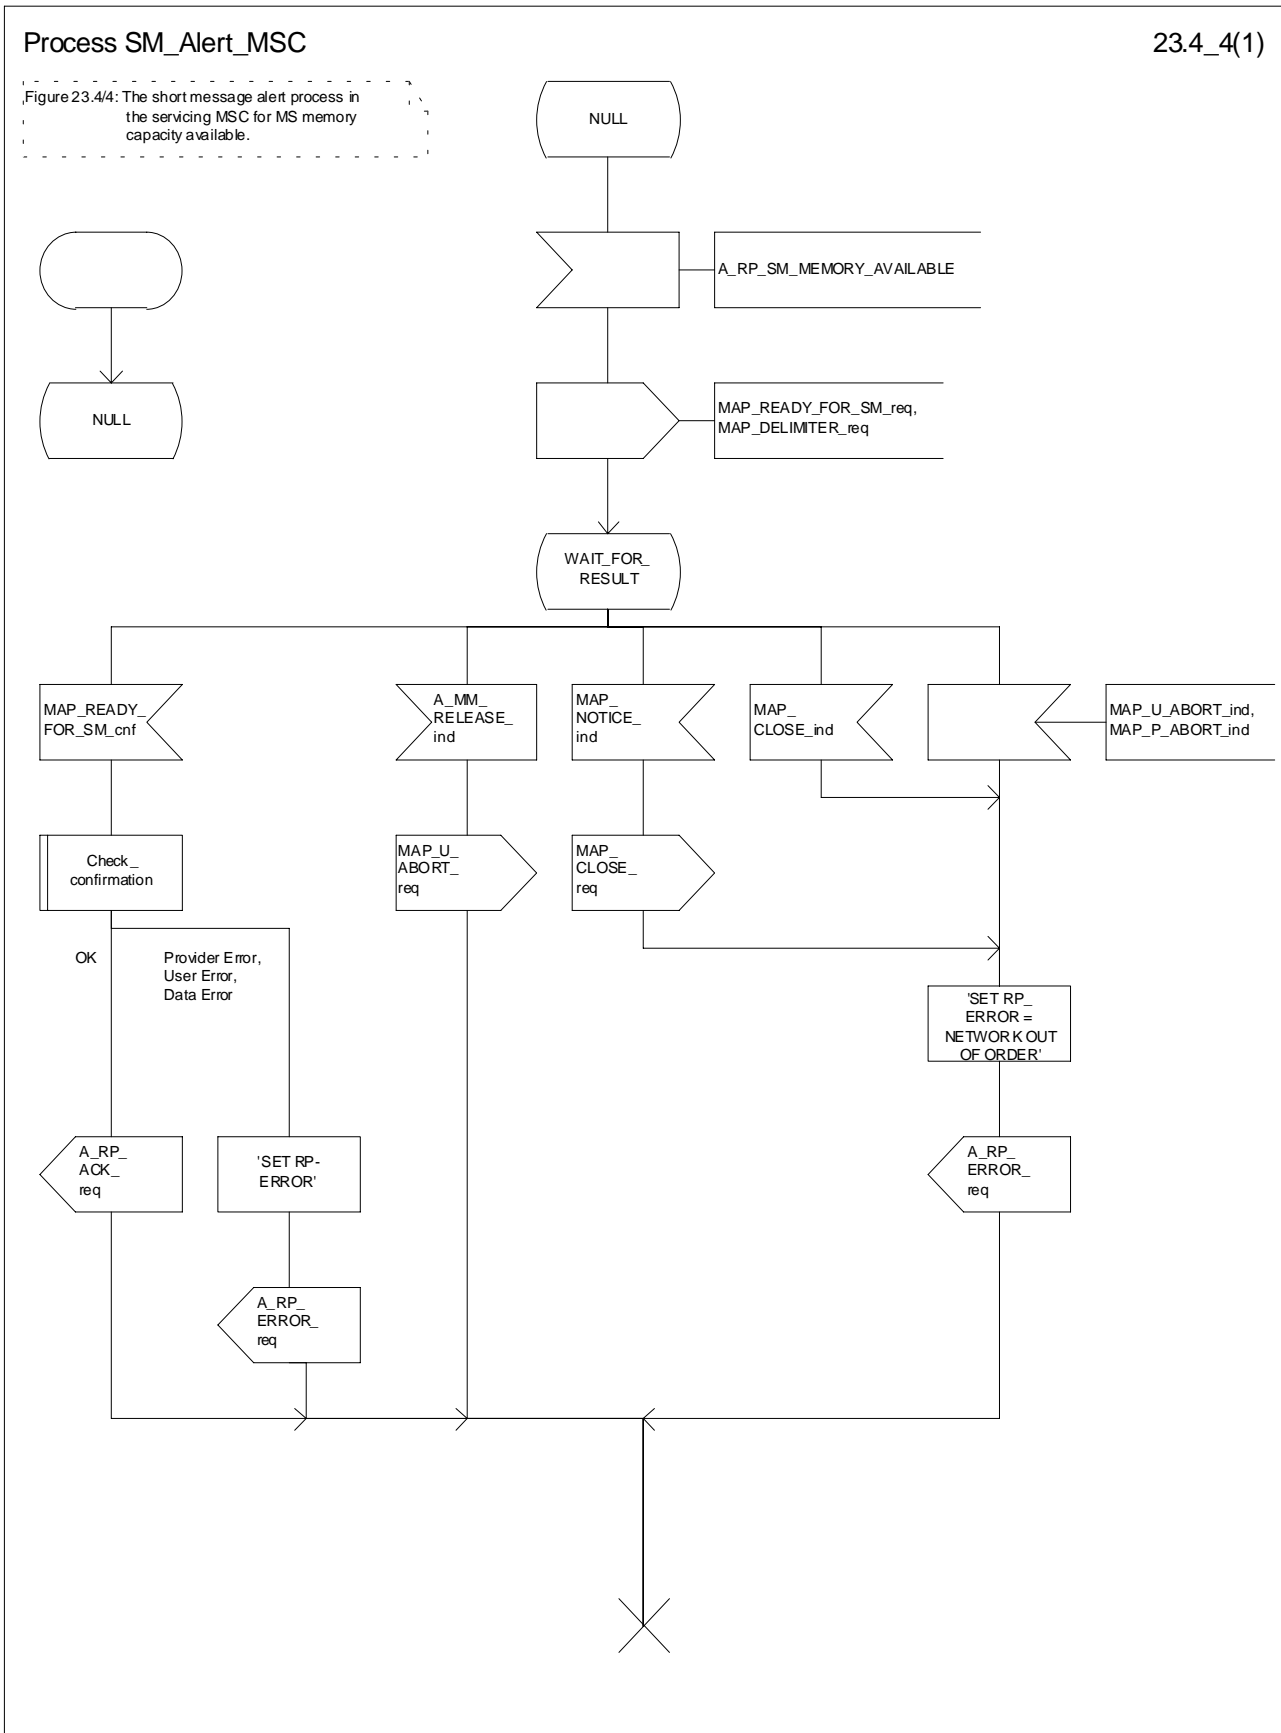 Process SM_Alert_MSC
23.4_4(1)
Figure 23.4/4: The short message alert process in
the servicing MSC for MS memory
capacity available.
NULL
A_RP_SM_MEMORY_AVAILABLE
NULL
MAP_READY_FOR_SM_req,
MAP_DELIMITER_req
WAIT_FOR_
RESULT
MAP_READY_
FOR_SM_cnf
A_MM_
RELEASE_
ind
MAP_
NOTICE_
ind
MAP_
CLOSE_ind
MAP_U_ABORT_ind,
MAP_P_ABORT_ind
Check_
confirmation
MAP_U_
ABORT_
req
MAP_
CLOSE_
req
OK
Provider Error,
User Error,
Data Error
'SET RP_
ERROR =
NETWORK OUT
OF ORDER'
A_RP_
ACK_
req
'SET RP-
ERROR'
A_RP_
ERROR_
req
A_RP_
ERROR_
req